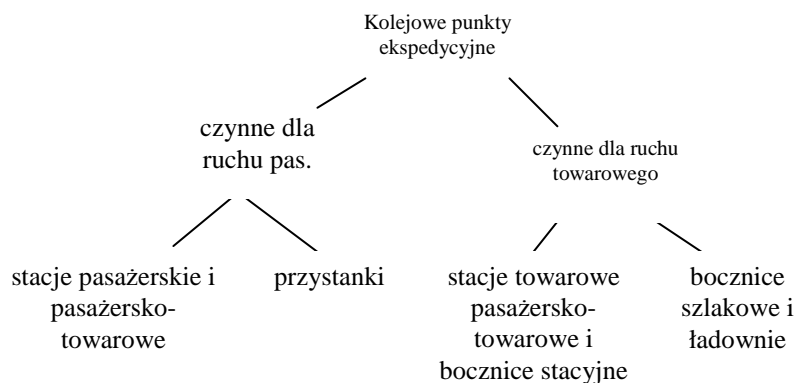 Kolejowe punkty
ekspedycyjne
czynne dla
ruchu pas.
czynne dla ruchu
towarowego
stacje pasażerskie i
pasażersko-
towarowe
przystanki
stacje towarowe
pasażersko-
towarowe i
bocznice stacyjne
bocznice
szlakowe i
ładownie